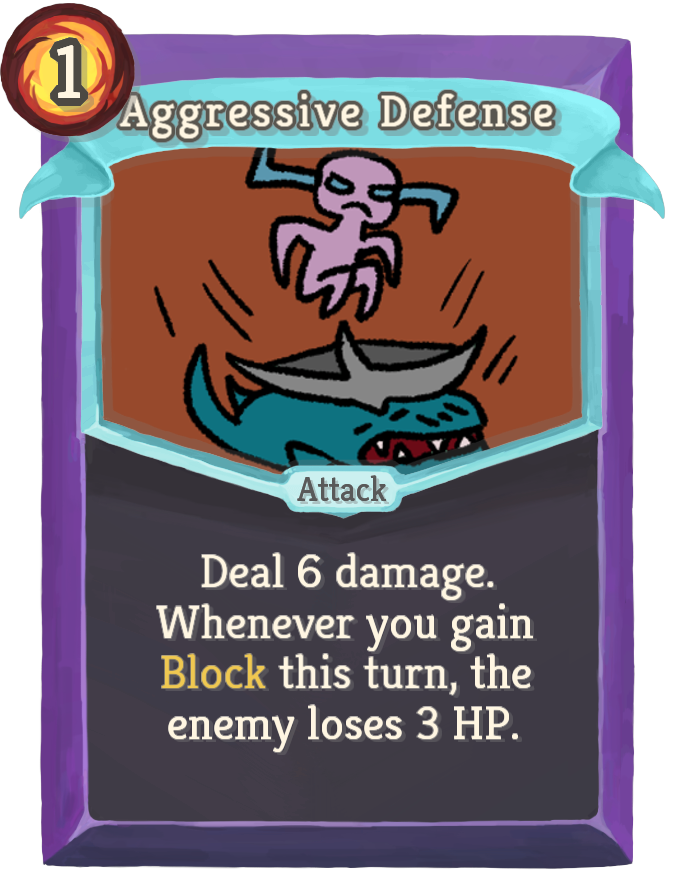 1
Aggressive Defense
Attack
Deal 6 damage.
Whenever you gain
Block this turn, the
enemy loses 3 HP.